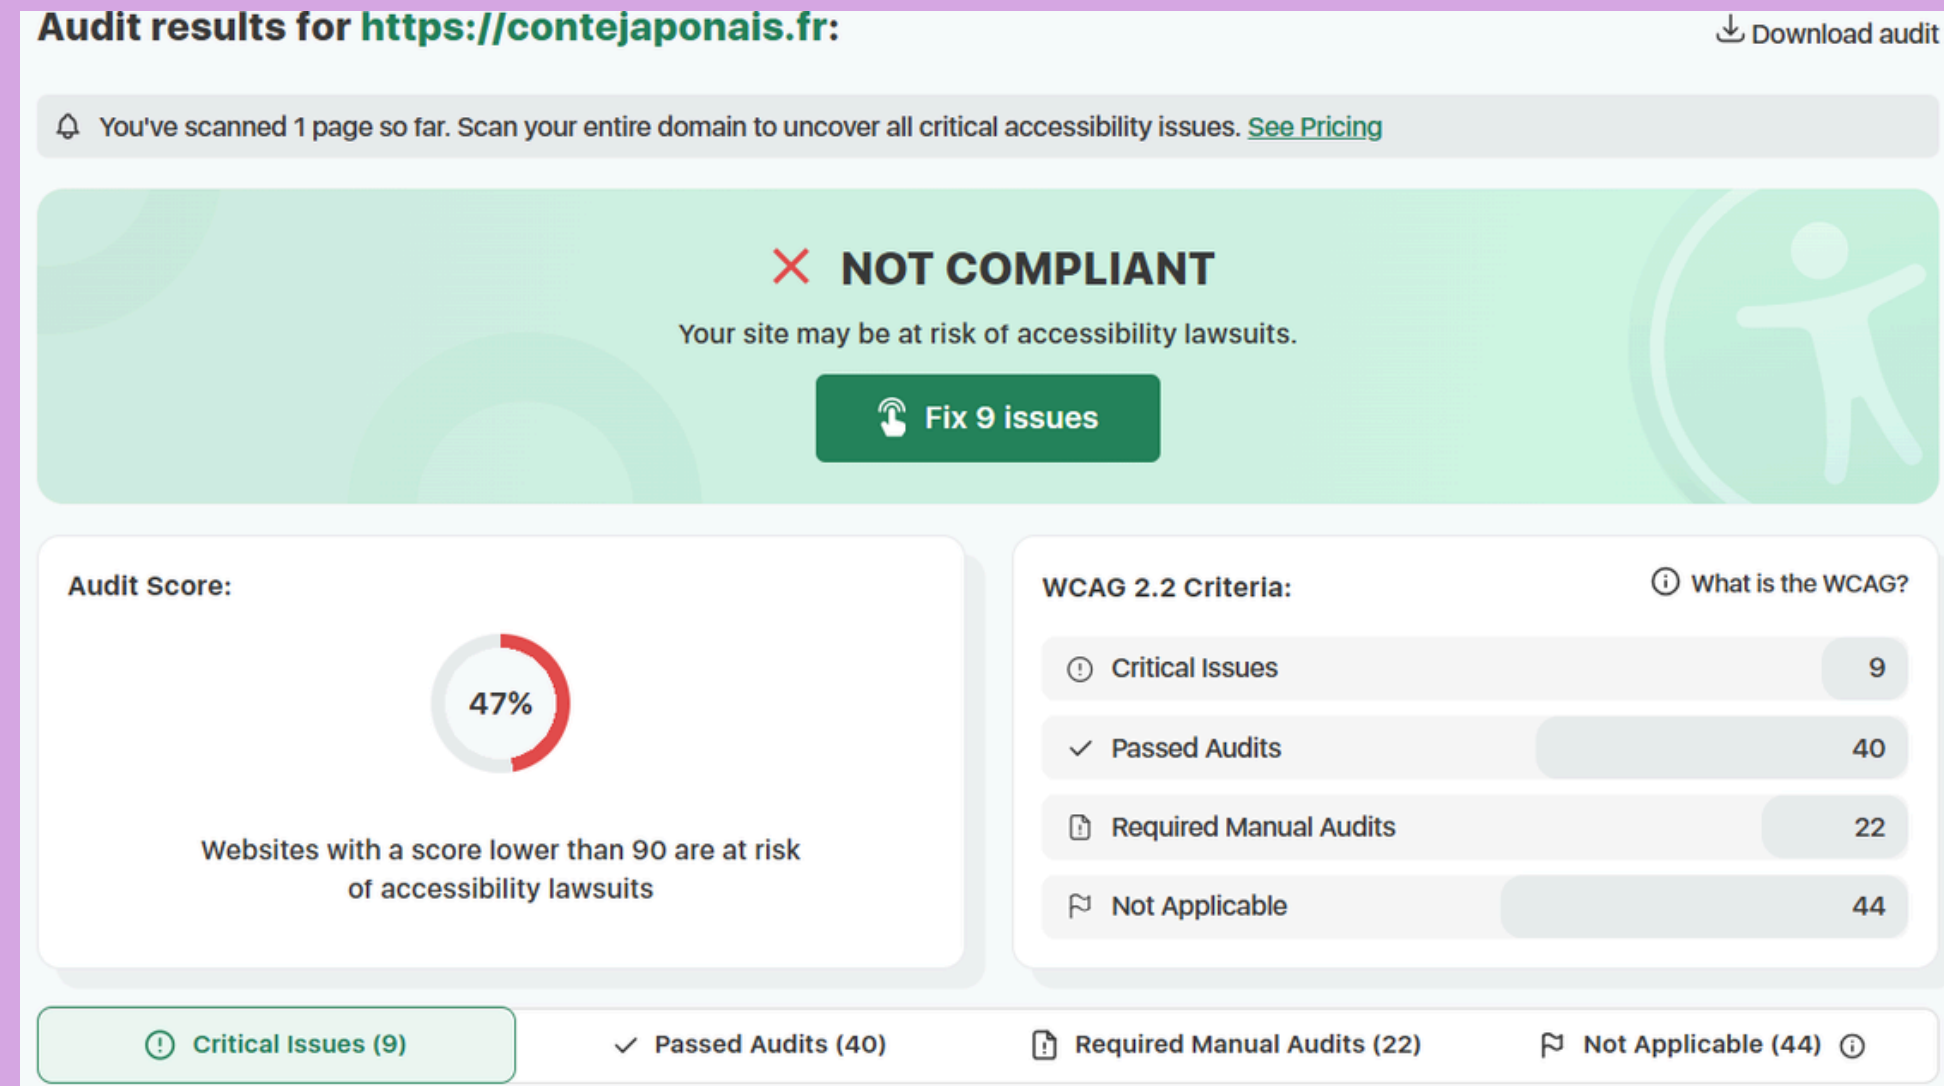 Audit results for https://contejaponais.fr:
Download audit
You've scanned 1 page so far. Scan your entire domain to uncover all critical accessibility issues. See Pricing
NOT COMPLIANT
Your site may be at risk of accessibility lawsuits.
Fix 9 issues
Audit Score:
47%
Websites with a score lower than 90 are at risk
of accessibility lawsuits
WCAG 2.2 Criteria:
What is the WCAG?
Critical Issues 9
Passed Audits 40
Required Manual Audits 22
Not Applicable 44
Critical Issues (9)
Passed Audits (40)
Required Manual Audits (22)
Not Applicable (44)